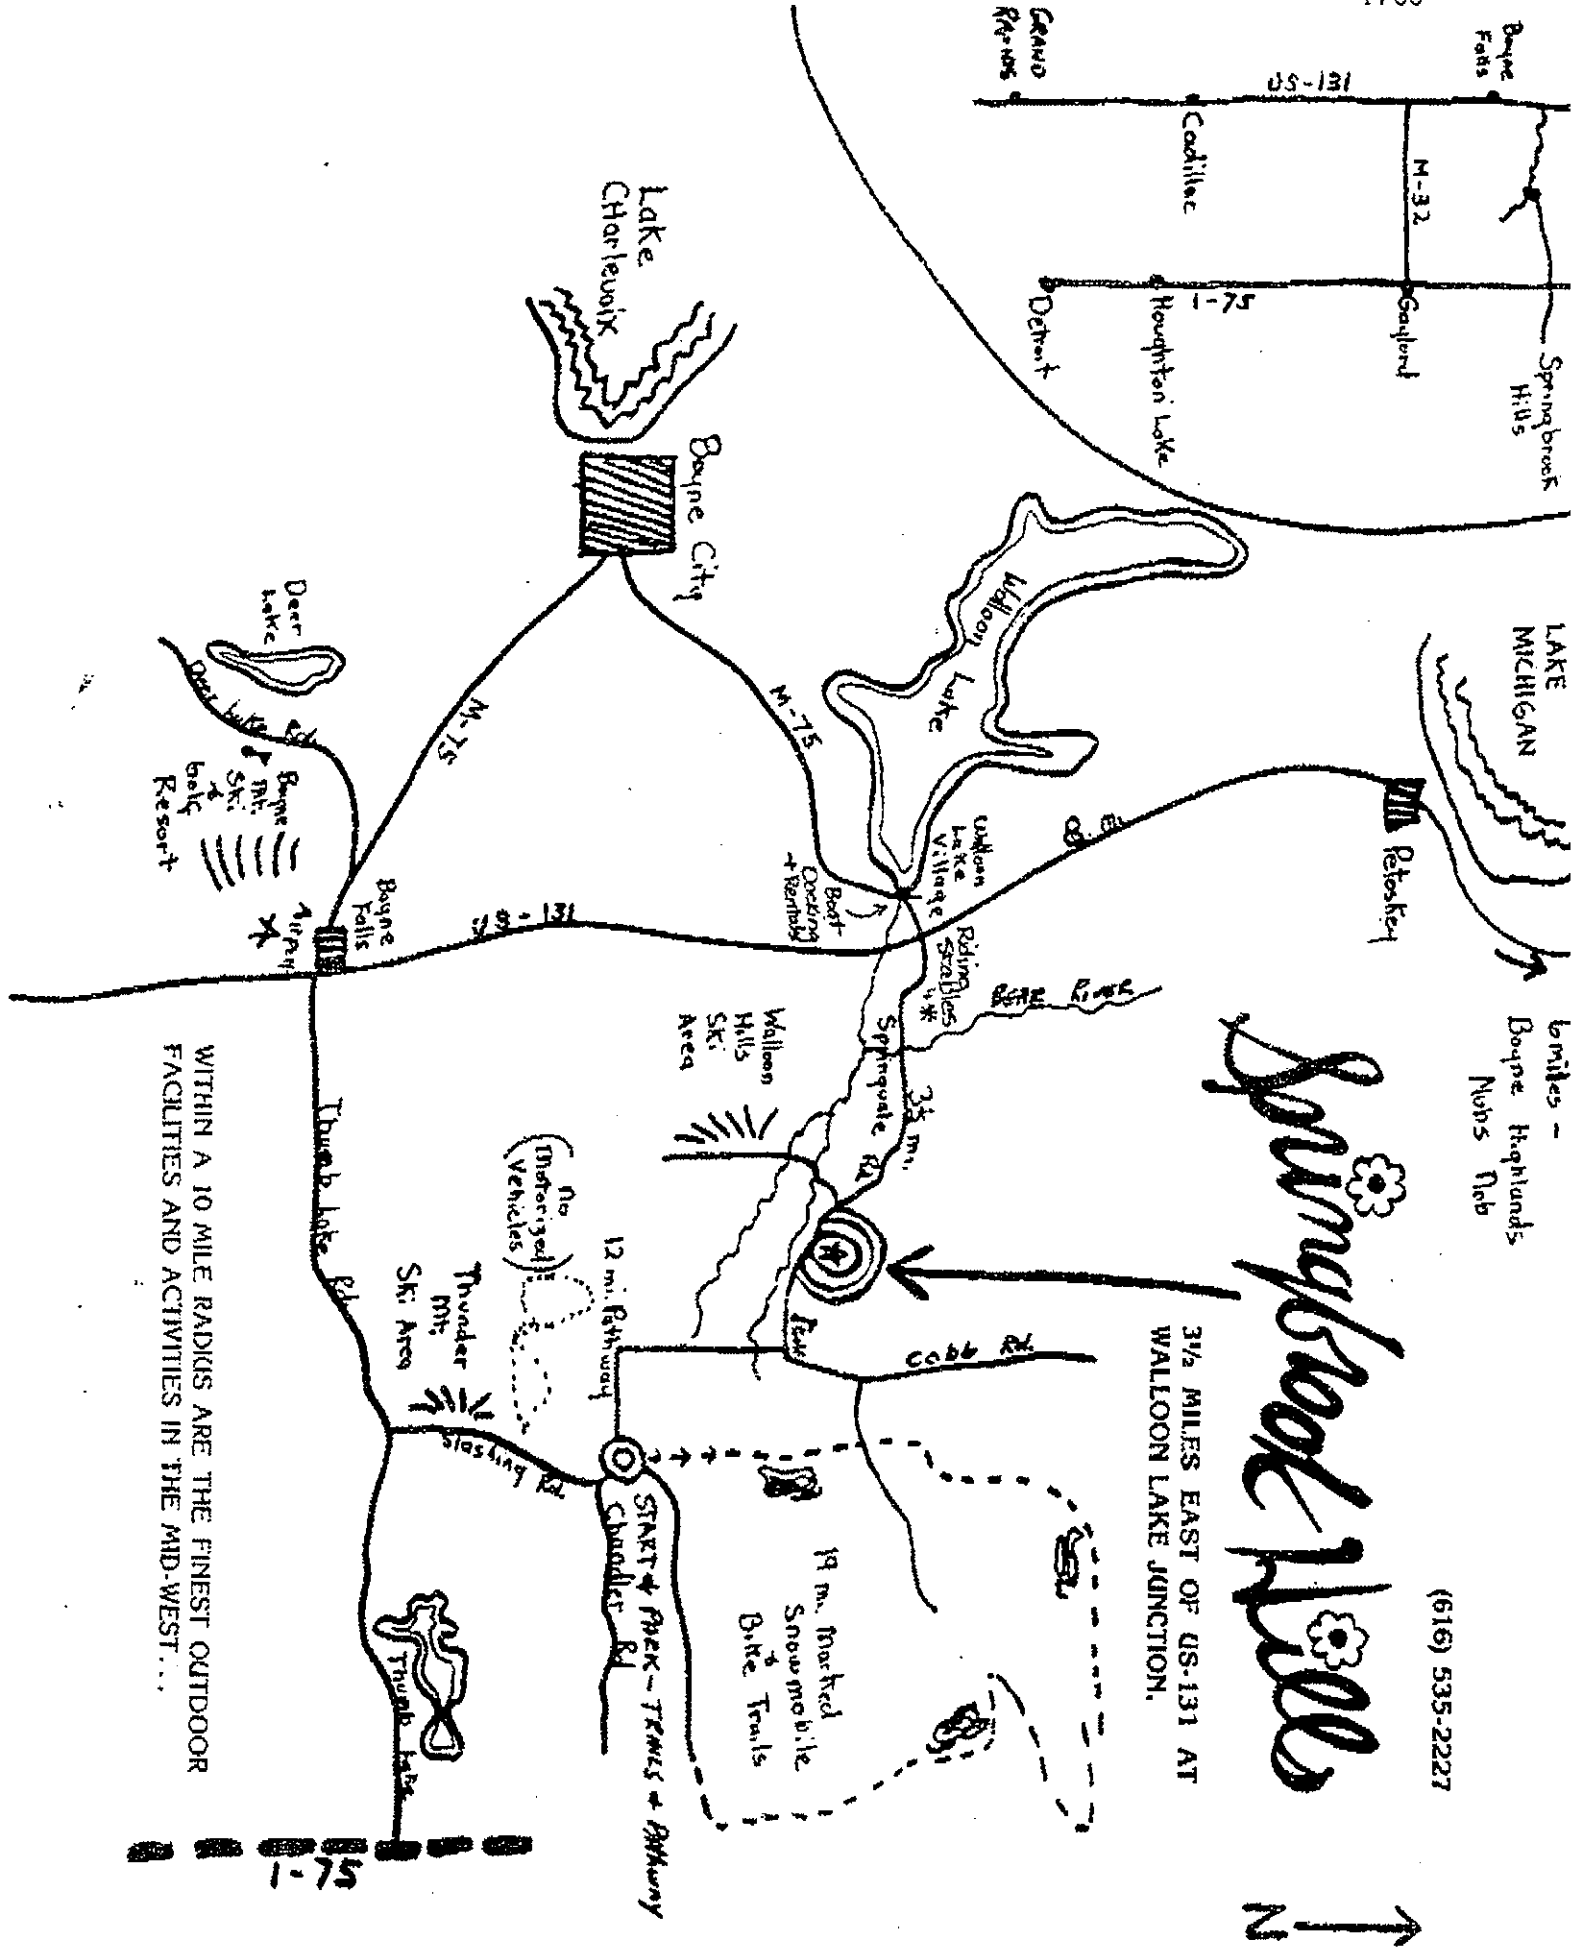 Boyne
Falls
US-131
GRAND
RAPIDS
Cadillac
M-32
Springbrook
Hills
Gaylord
I-75
Houghton Lake
Detroit
LAKE
MICHIGAN
6 miles -
Boyne Highlands
Nubs Nob
Petoskey
(616) 535-2227
N
Springbrook Hills
3½ MILES EAST OF US-131 AT
WALLOON LAKE JUNCTION.
Walloon Lake
Walloon
Lake
Village
Riding
Stables
River
Boat
Docking
+ Rentals
Springvale Rd.
3½ mi.
Cobb Rd.
M-75
Lake
CHarlevoix
Boyne City
Walloon
Hills
Ski
Area
19 mi. Marked
Snowmobile
&
Bike Trails
START & PARK - TRAILS & PATHWAY
Chandler Rd
12 mi. Pathway
(no
Motorized
Vehicles)
US-131
M-75
Slashing Rd.
Thunder
Mt.
Ski Area
Deer
Lake
Deer Lake Rd.
Boyne
Mt.
Ski
&
Golf
Resort
Boyne
Falls
Airport
Thumb Lake Rd.
Thumb Lake
I-75
WITHIN A 10 MILE RADIUS ARE THE FINEST OUTDOOR
FACILITIES AND ACTIVITIES IN THE MID-WEST...